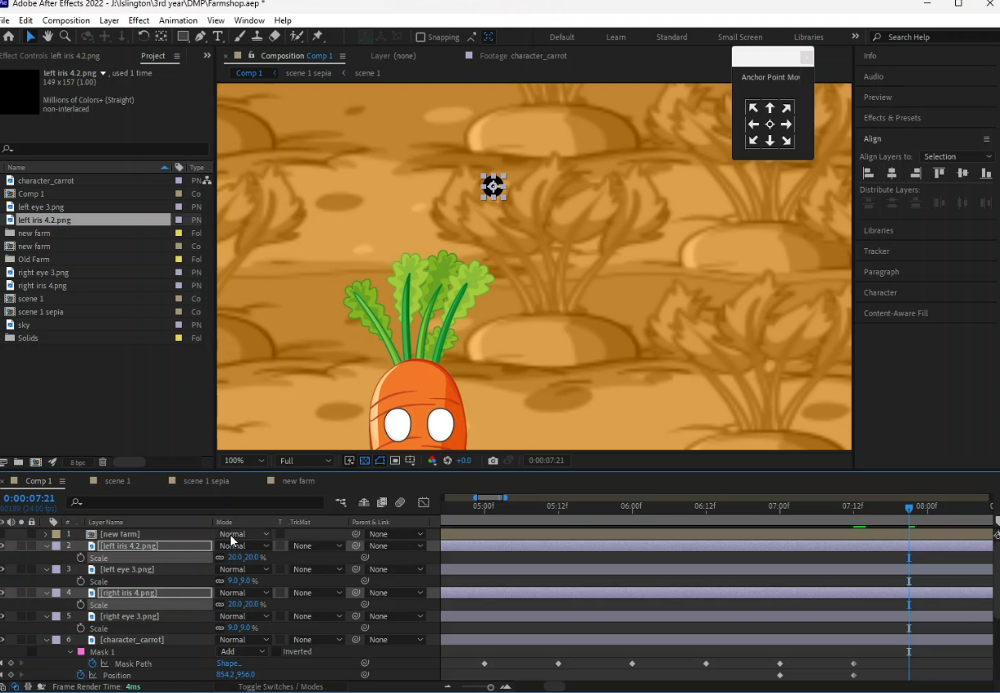 Adobe After Effects 2022 - J:\Islington\3rd year\DMP\Farmshop.aep *
File Edit Composition Layer Effect Animation View Window Help
Snapping
Default Learn Standard Small Screen Libraries » Search Help
Effect Controls left iris 4.2.png Project »
Composition Comp 1 Layer (none) Footage character_carrot
Comp 1 scene 1 sepia scene 1
left iris 4.2.png , used 1 time
149 x 157 (1.00)
Millions of Colors+ (Straight)
non-interlaced
Name Type
character_carrot PN
Comp 1 Co
left eye 3.png PN
left iris 4.2.png PN
new farm Fol
new farm Co
Old Farm Fol
right eye 3.png PN
right iris 4.png PN
scene 1 Co
scene 1 sepia Co
sky PN
Solids Fol
8 bpc
Anchor Point Mov
Info
Audio
Preview
Effects & Presets
Align
Align Layers to: Selection
Distribute Layers:
Libraries
Tracker
Paragraph
Character
Content-Aware Fill
100% Full +0.0 0:00:07:21
Comp 1 scene 1 scene 1 sepia new farm
0:00:07:21
00189 (24.00 fps)
05:00f 05:12f 06:00f 06:12f 07:00f 07:12f 08:00f
# Layer Name Mode T .TrkMat Parent & Link
1 [new farm] Normal None
2 [left iris 4.2.png] Normal None None
Scale 20.0,20.0%
3 [left eye 3.png] Normal None None
Scale 9.0,9.0%
4 [right iris 4.png] Normal None None
Scale 20.0,20.0%
5 [right eye 3.png] Normal None None
Scale 9.0,9.0%
6 [character_carrot] Normal None None
Mask 1 Add Inverted
Mask Path Shape...
Position 854.2,956.0
Frame Render Time: 4ms Toggle Switches / Modes